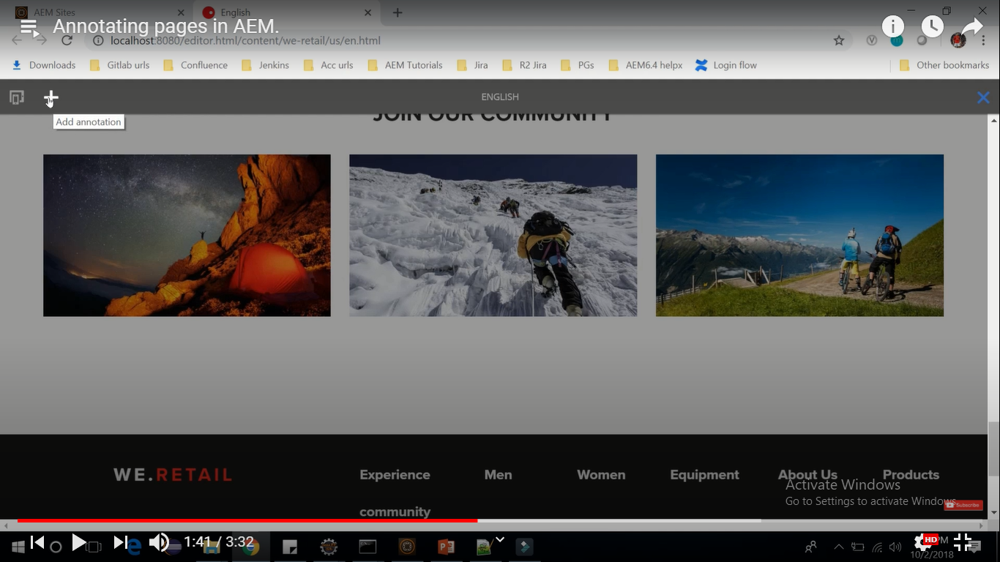 AEM Sites
English
Annotating pages in AEM.
localhost:8080/editor.html/content/we-retail/us/en.html
Downloads Gitlab urls Confluence Jenkins Acc urls AEM Tutorials Jira R2 Jira PGs AEM6.4 helpx Login flow Other bookmarks
ENGLISH
Add annotation
JOIN OUR COMMUNITY
WE.RETAIL Experience Men Women Equipment About Us Products
community
Activate Windows
Go to Settings to activate Windows.
Subscribe
1:41 / 3:32
HD
PM
10/2/2018